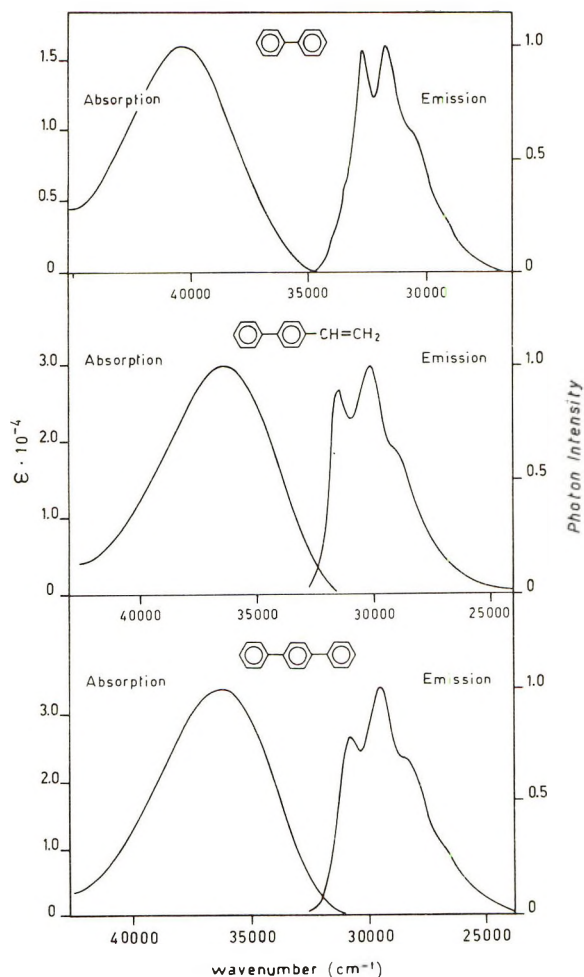 1.5
1.0
0.5
0
Absorption
Emission
1.0
0.5
0
40000 35000 30000
CH=CH2
3.0
2.0
1.0
0
Absorption
Emission
1.0
0.5
0
40000 35000 30000 25000
ε · 10⁻⁴
Photon Intensity
3.0
2.0
1.0
0
Absorption
Emission
1.0
0.5
0
40000 35000 30000 25000
wavenumber (cm⁻¹)